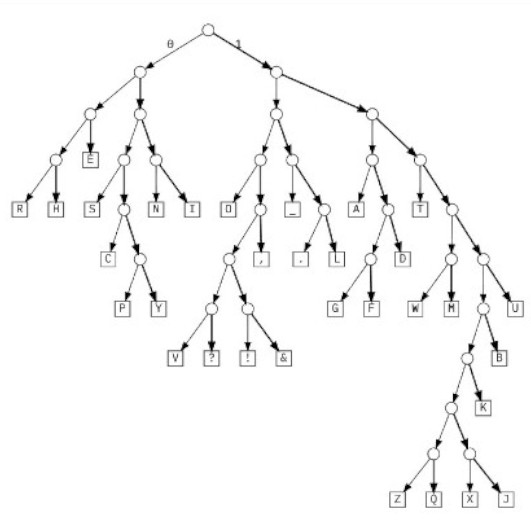 0 1
E
R H S N I O _ A T
C , . L D
P Y G F W M U
V ? ! & B
K
Z Q X J